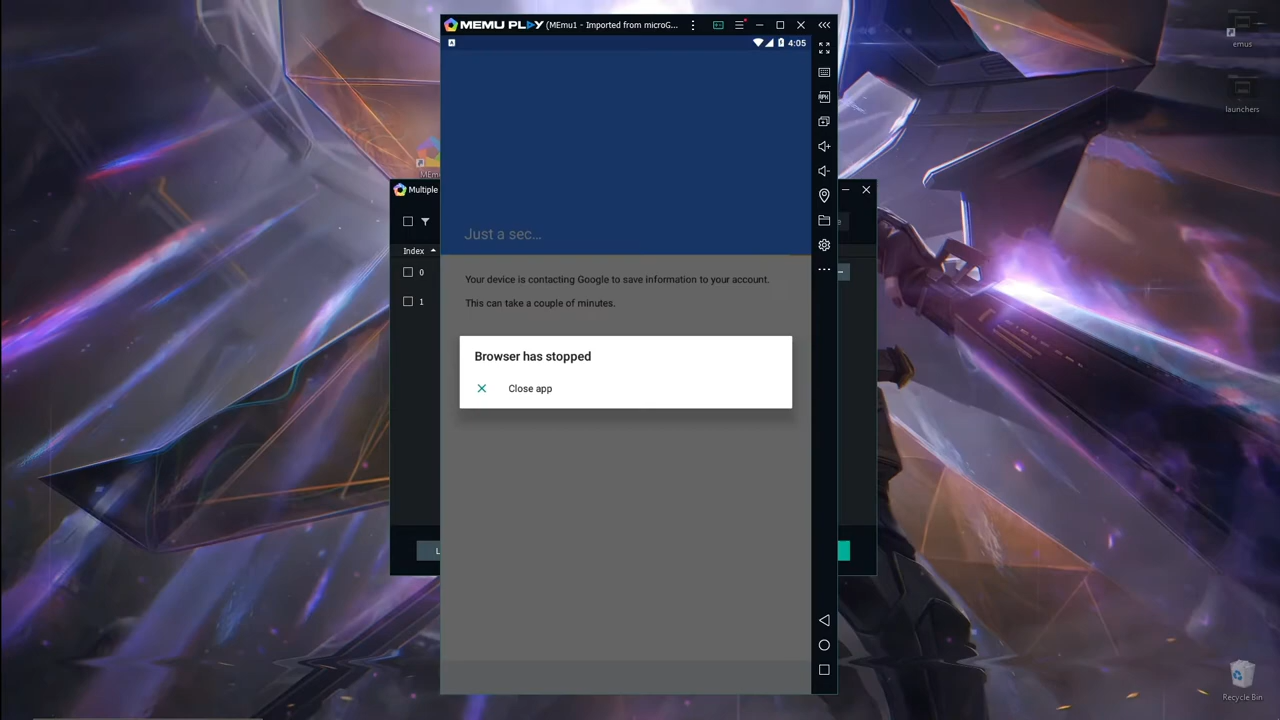 MEMU PLAY (MEmu1 - Imported from microG...
4:05
emus
launchers
MEm
Multiple
Index
0
1
L
APK
Just a sec...
Your device is contacting Google to save information to your account.
This can take a couple of minutes.
Browser has stopped
Close app
Recycle Bin